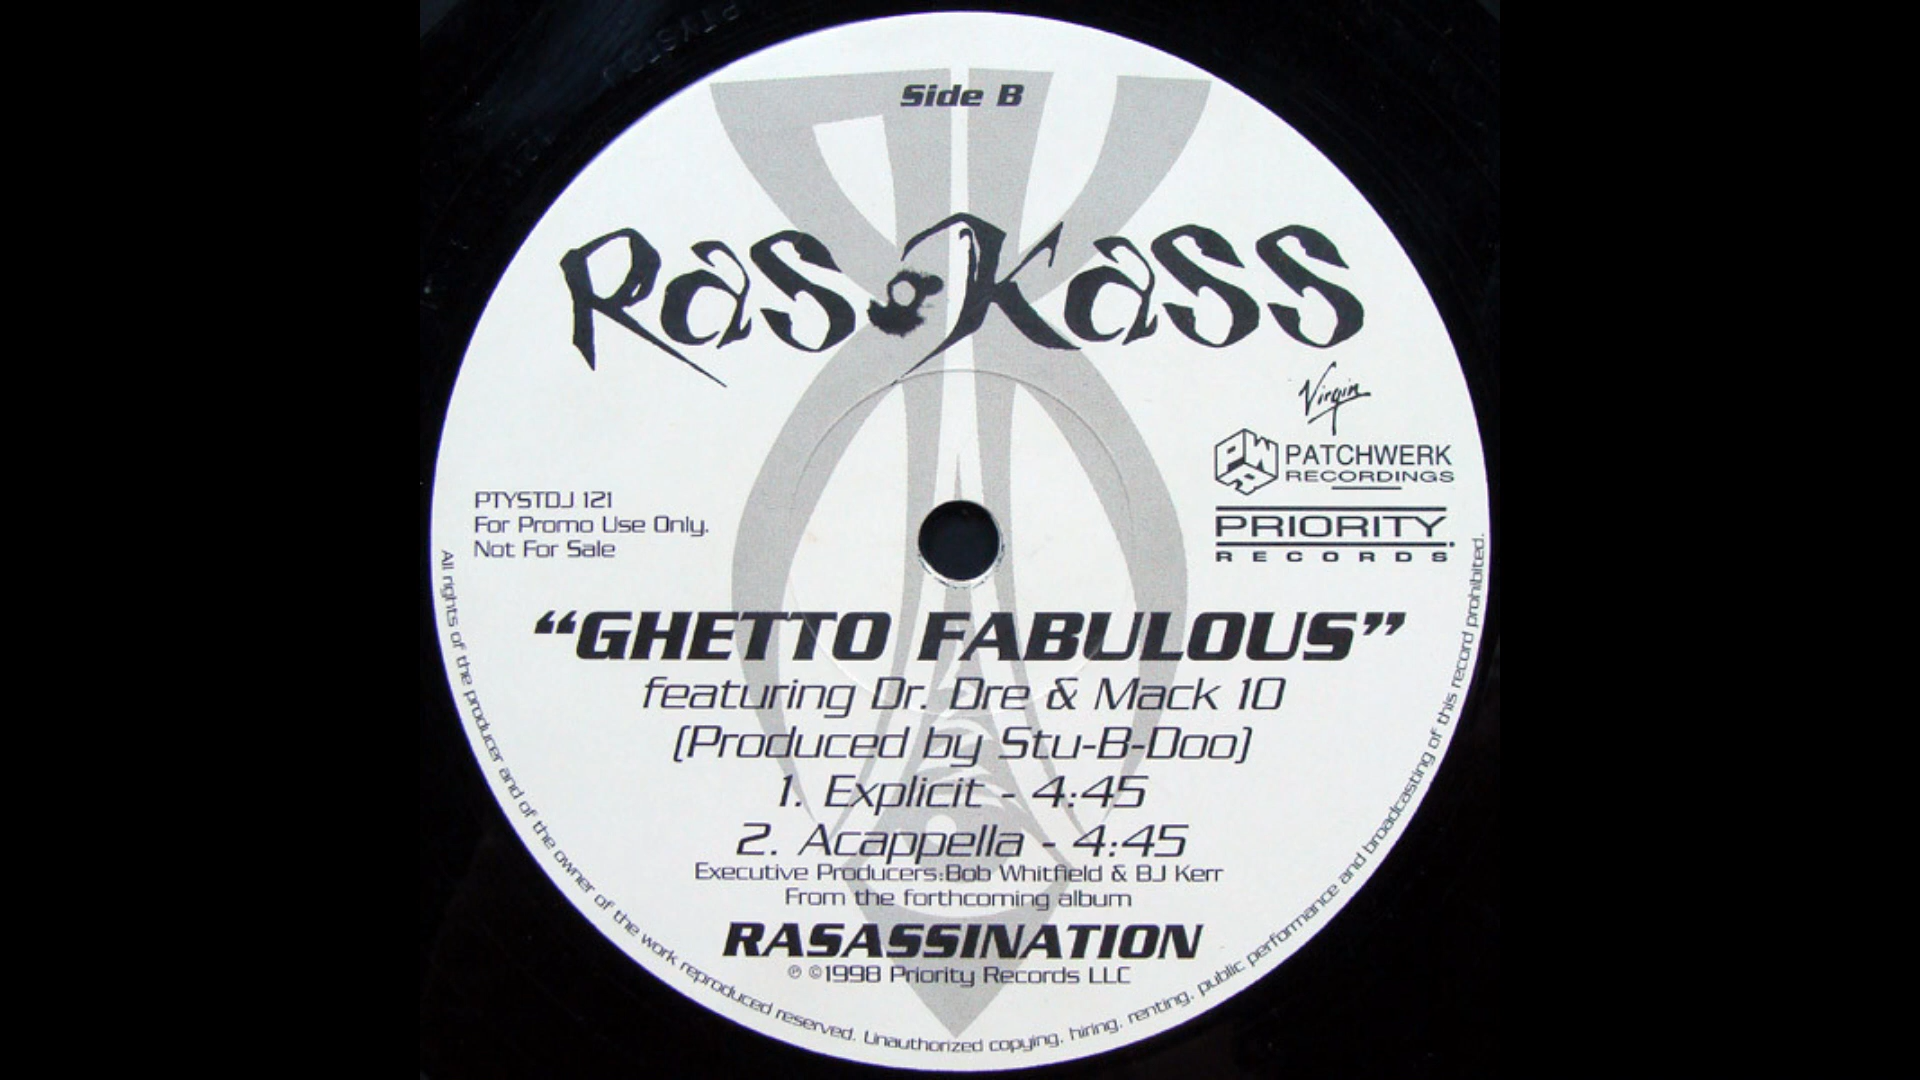 Side B
Ras Kass
Virgin
PWR
PATCHWERK
RECORDINGS
PRIORITY
RECORDS
PTYSTDJ 121
For Promo Use Only.
Not For Sale
“GHETTO FABULOUS”
featuring Dr. Dre & Mack 10
(Produced by Stu-B-Doo)
1. Explicit - 4:45
2. Acappella - 4:45
Executive Producers:Bob Whitfield & BJ Kerr
From the forthcoming album
RASASSINATION
℗ ©1998 Priority Records LLC
All rights of the producer and of the owner of the work reproduced reserved. Unauthorized copying, hiring, renting, public performance and broadcasting of this record prohibited.